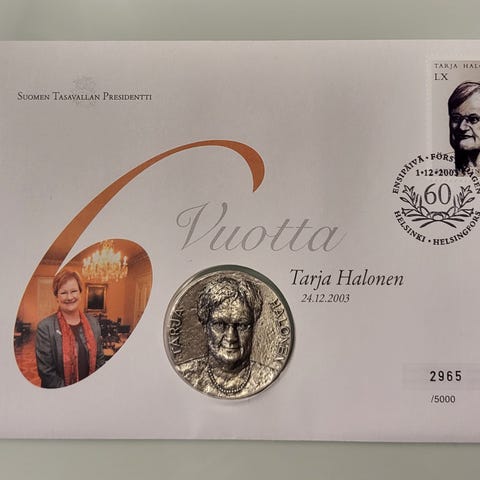 SUOMEN TASAVALLAN PRESIDENTTI
TARJA HALO
LX
ENSIPÄIVÄ • FÖRSTA
1.12.2003
60
HELSINKI • HELSINGFORS
6 Vuotta
Tarja Halonen
24.12.2003
TARJA HALONEN
2965
/5000